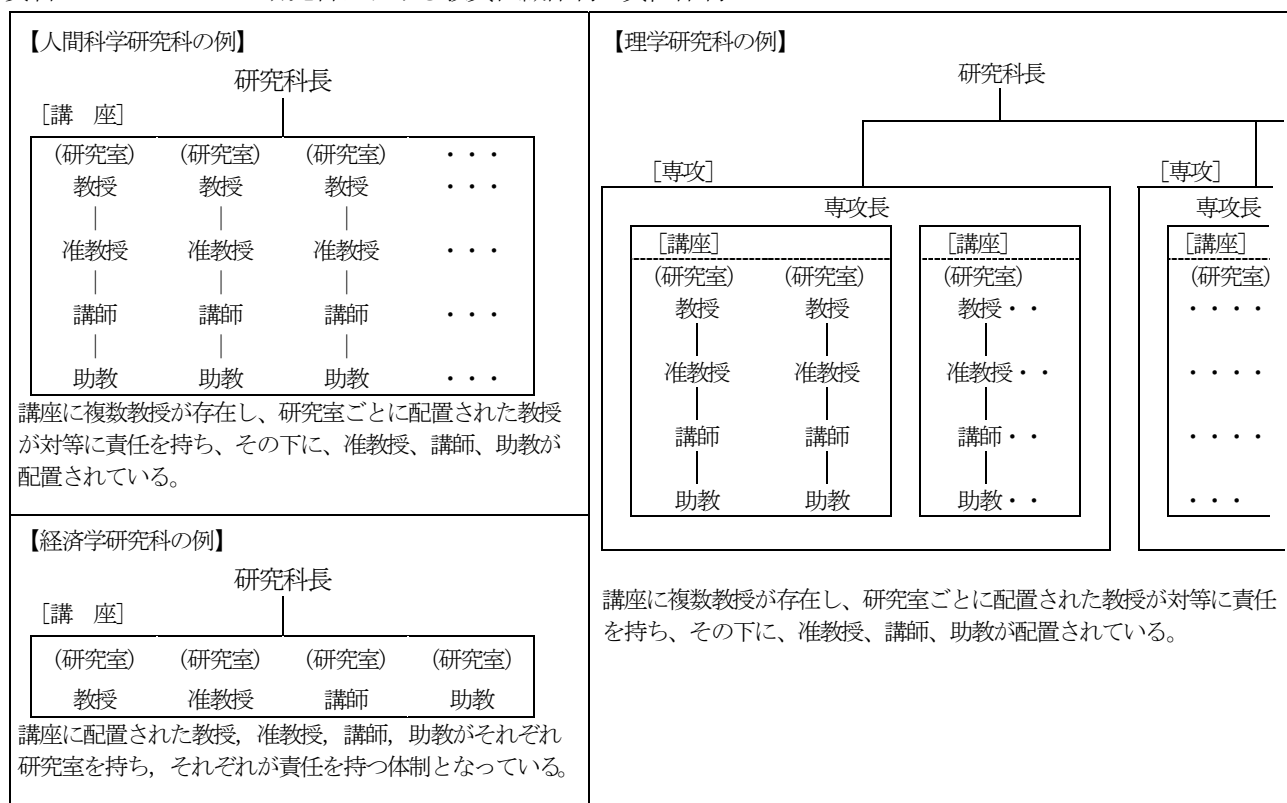 【人間科学研究科の例】
研究科長
[講　座]
(研究室)　(研究室)　(研究室)　・・・
教授　教授　教授　・・・
准教授　准教授　准教授　・・・
講師　講師　講師　・・・
助教　助教　助教　・・・
講座に複数教授が存在し、研究室ごとに配置された教授
が対等に責任を持ち、その下に、准教授、講師、助教が
配置されている。
【経済学研究科の例】
研究科長
[講　座]
(研究室)　(研究室)　(研究室)　(研究室)
教授　准教授　講師　助教
講座に配置された教授，准教授，講師，助教がそれぞれ
研究室を持ち，それぞれが責任を持つ体制となっている。
【理学研究科の例】
研究科長
[専攻]　[専攻]
専攻長　専攻長
[講座]　[講座]　[講座]
(研究室)　(研究室)　(研究室)　(研究室)
教授　教授　教授・・　・・・・
准教授　准教授　准教授・・　・・・・
講師　講師　講師・・　・・・・
助教　助教　助教・・　・・・
講座に複数教授が存在し、研究室ごとに配置された教授が対等に責任
を持ち、その下に、准教授、講師、助教が配置されている。